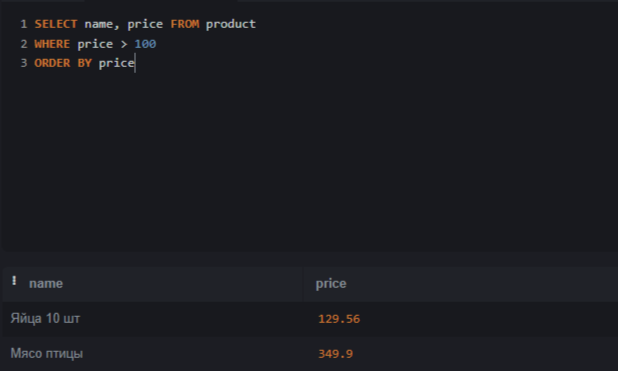 1 SELECT name, price FROM product
2 WHERE price > 100
3 ORDER BY price
name price
Яйца 10 шт 129.56
Мясо птицы 349.9